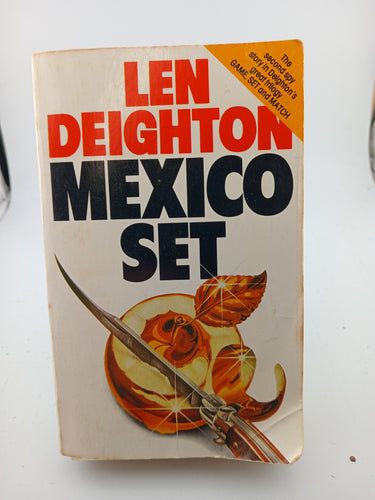 The
second spy
story in Deighton's
great trilogy
GAME SET and MATCH
LEN
DEIGHTON
MEXICO
SET